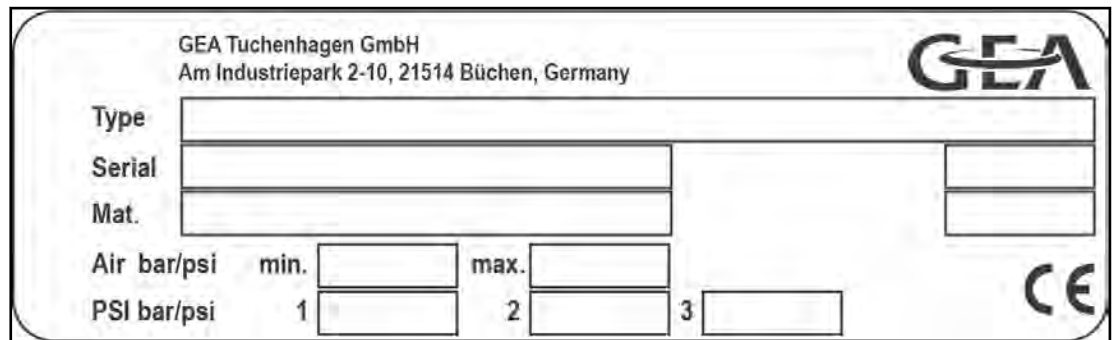 GEA Tuchenhagen GmbH
Am Industriepark 2-10, 21514 Büchen, Germany
GEA
Type
Serial
Mat.
Air bar/psi min. max.
PSI bar/psi 1 2 3
CE